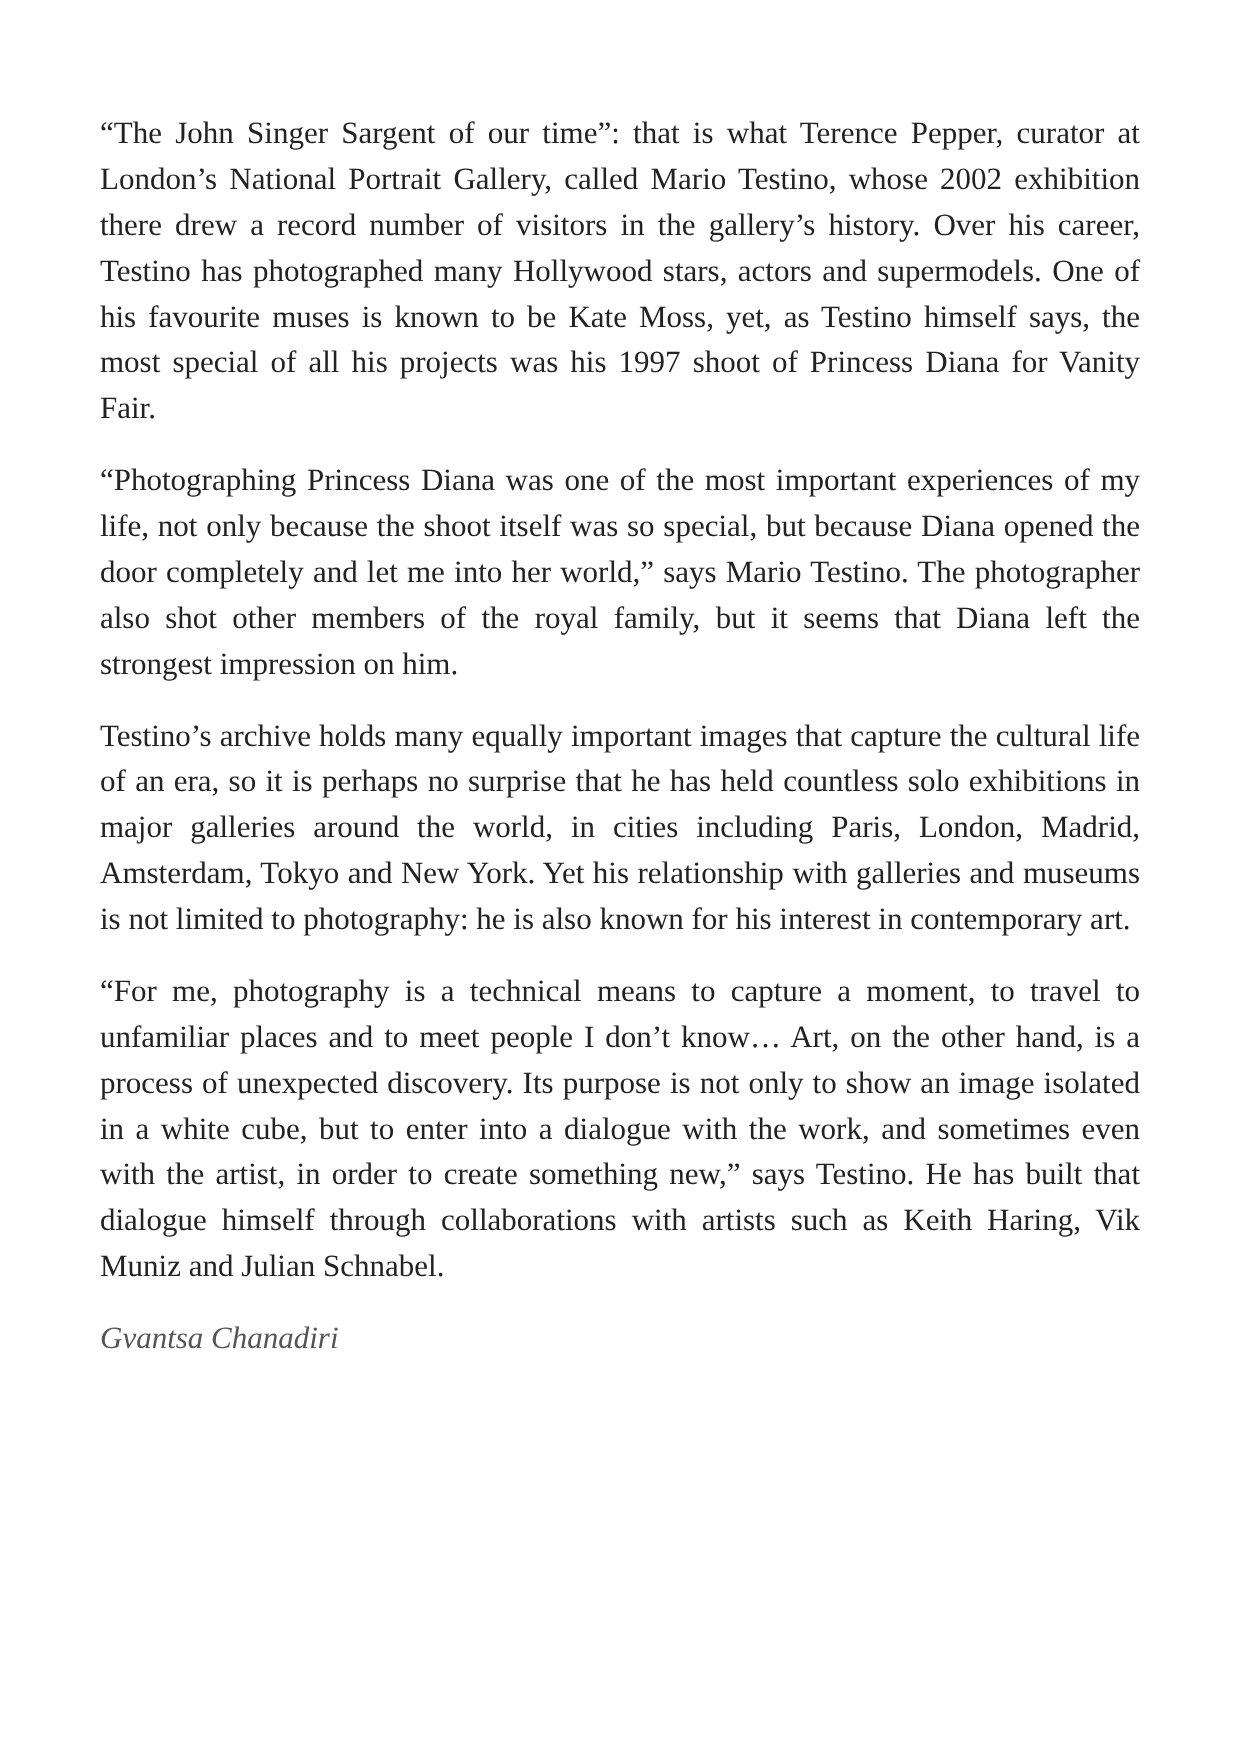 “The John Singer Sargent of our time”: that is what Terence Pepper, curator at
London’s National Portrait Gallery, called Mario Testino, whose 2002 exhibition
there drew a record number of visitors in the gallery’s history. Over his career,
Testino has photographed many Hollywood stars, actors and supermodels. One of
his favourite muses is known to be Kate Moss, yet, as Testino himself says, the
most special of all his projects was his 1997 shoot of Princess Diana for Vanity
Fair.
“Photographing Princess Diana was one of the most important experiences of my
life, not only because the shoot itself was so special, but because Diana opened the
door completely and let me into her world,” says Mario Testino. The photographer
also shot other members of the royal family, but it seems that Diana left the
strongest impression on him.
Testino’s archive holds many equally important images that capture the cultural life
of an era, so it is perhaps no surprise that he has held countless solo exhibitions in
major galleries around the world, in cities including Paris, London, Madrid,
Amsterdam, Tokyo and New York. Yet his relationship with galleries and museums
is not limited to photography: he is also known for his interest in contemporary art.
“For me, photography is a technical means to capture a moment, to travel to
unfamiliar places and to meet people I don’t know… Art, on the other hand, is a
process of unexpected discovery. Its purpose is not only to show an image isolated
in a white cube, but to enter into a dialogue with the work, and sometimes even
with the artist, in order to create something new,” says Testino. He has built that
dialogue himself through collaborations with artists such as Keith Haring, Vik
Muniz and Julian Schnabel.
Gvantsa Chanadiri